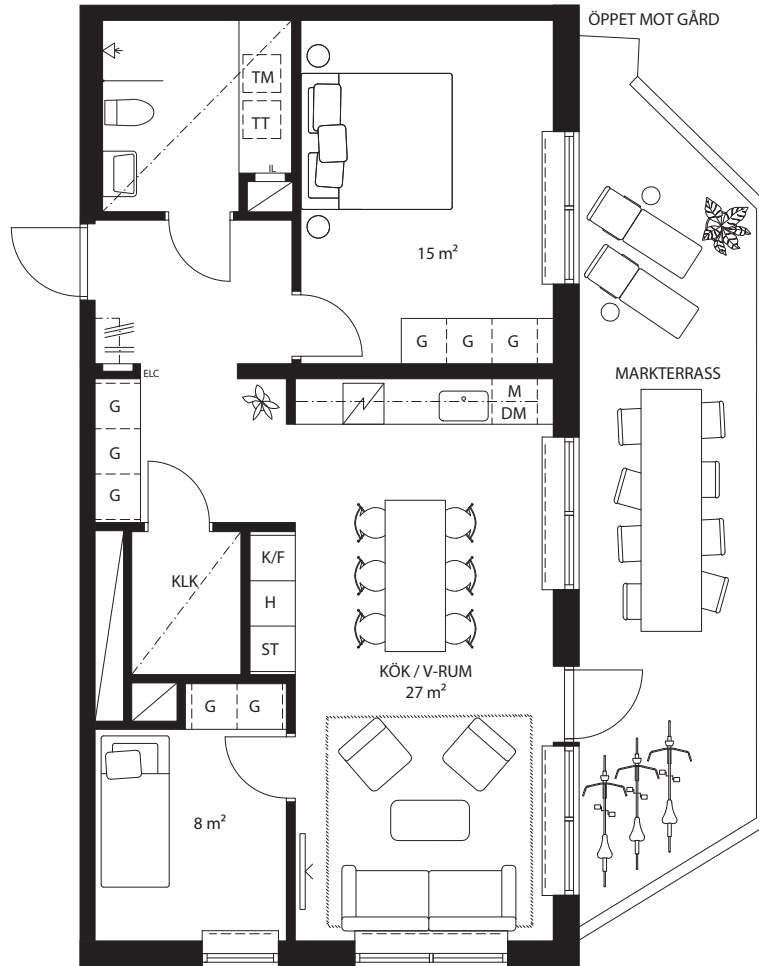 ÖPPET MOT GÅRD
TM
TT
IL
15 m²
G G G
MARKTERRASS
ELC
M
DM
G
G
G
K/F
KLK
H
ST
KÖK / V-RUM
27 m²
G G
8 m²